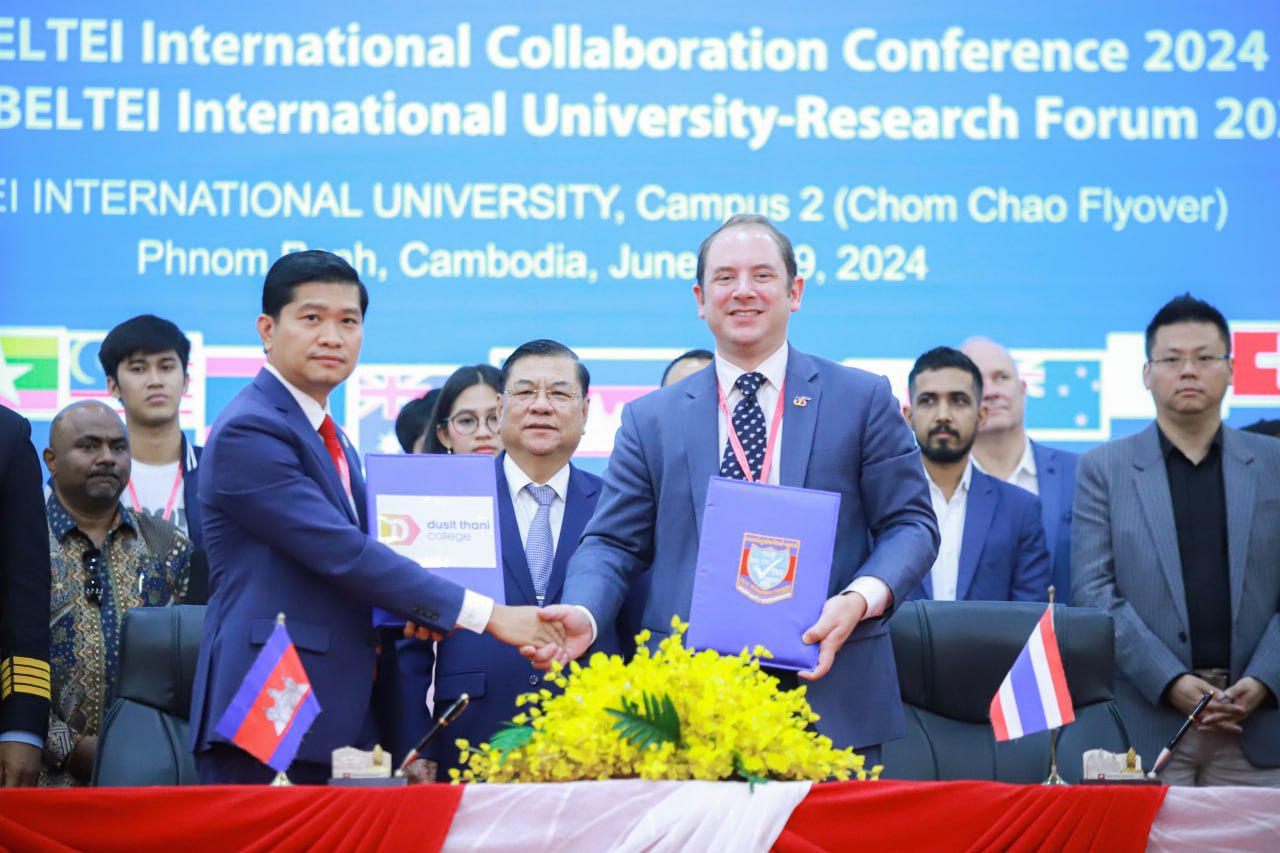 ELTEI International Collaboration Conference 2024
BELTEI International University-Research Forum 20
EI INTERNATIONAL UNIVERSITY, Campus 2 (Chom Chao Flyover)
Phnom Penh, Cambodia, June 9, 2024
dusit thani
college